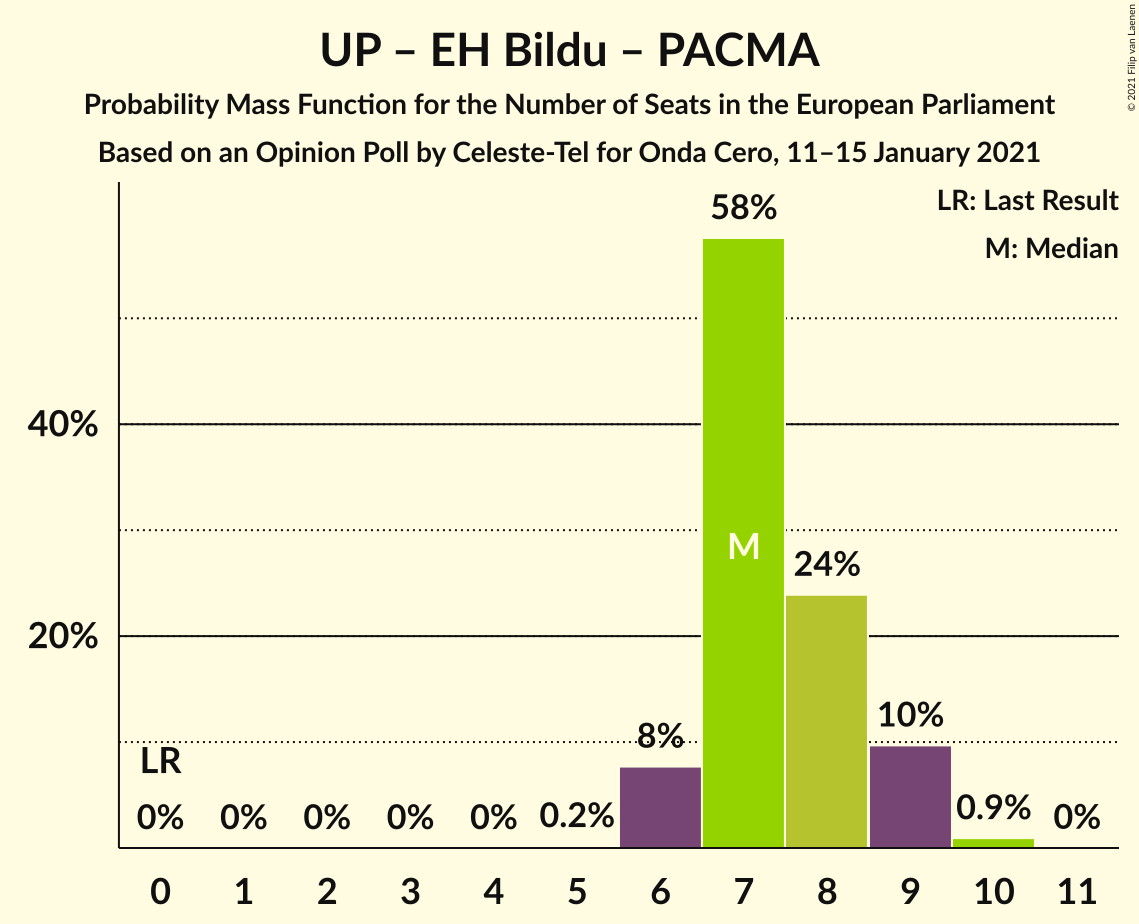 UP – EH Bildu – PACMA
Probability Mass Function for the Number of Seats in the European Parliament
Based on an Opinion Poll by Celeste-Tel for Onda Cero, 11–15 January 2021
© 2021 Filip van Laenen
LR: Last Result
M: Median
58%
40%
M
24%
20%
10%
8%
LR
0% 0% 0% 0% 0% 0.2% 0.9% 0%
0 1 2 3 4 5 6 7 8 9 10 11